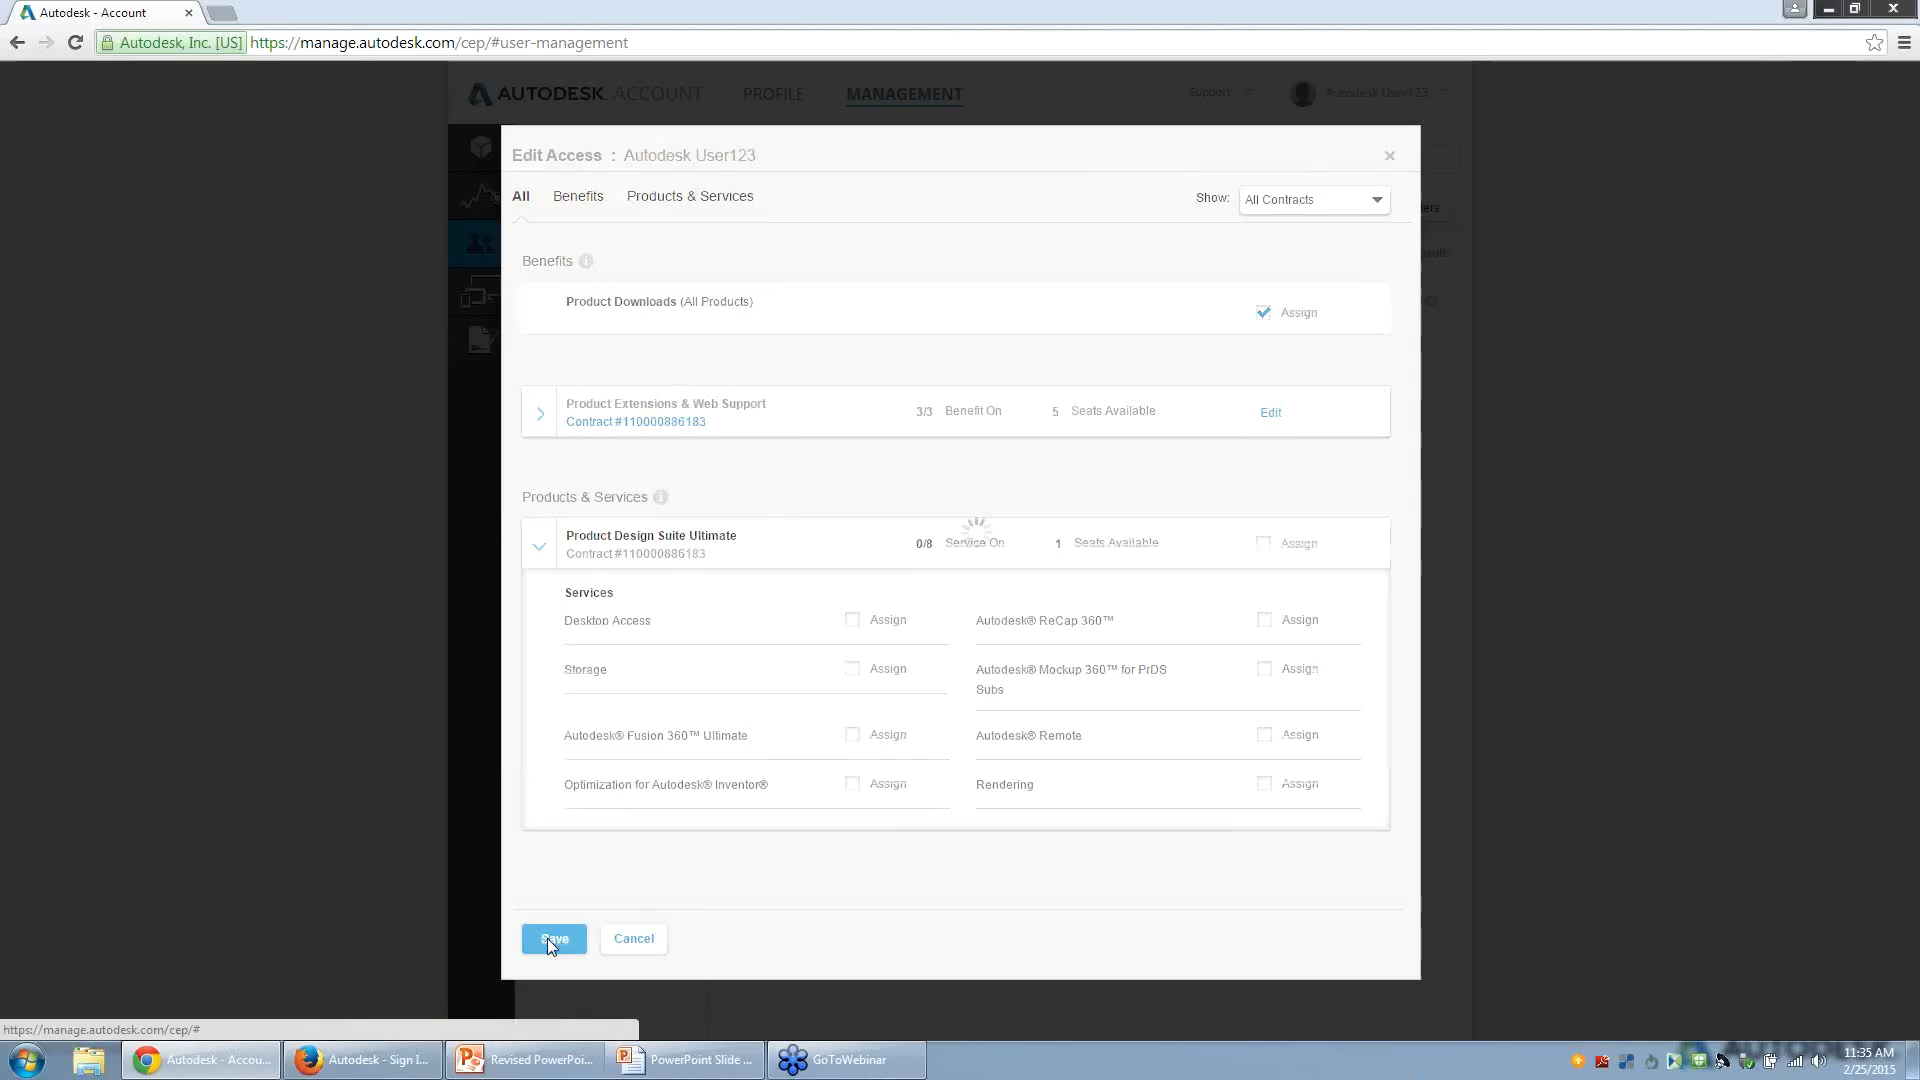 Autodesk - Account
Autodesk, Inc. [US] https://manage.autodesk.com/cep/#user-management
AUTODESK. ACCOUNT PROFILE MANAGEMENT Support Autodesk User123
Edit Access : Autodesk User123
All Benefits Products & Services Show: All Contracts
Benefits
Product Downloads (All Products)
Assign
Product Extensions & Web Support
Contract #110000886183
3/3 Benefit On 5 Seats Available Edit
Products & Services
Product Design Suite Ultimate
Contract #110000886183
0/8 Service On 1 Seats Available Assign
Services
Desktop Access Assign Autodesk® ReCap 360™ Assign
Storage Assign Autodesk® Mockup 360™ for PrDS Subs Assign
Autodesk® Fusion 360™ Ultimate Assign Autodesk® Remote Assign
Optimization for Autodesk® Inventor® Assign Rendering Assign
Save Cancel
https://manage.autodesk.com/cep/#
Autodesk - Accou... Autodesk - Sign I... Revised PowerPoi... PowerPoint Slide ... GoToWebinar
11:35 AM
2/25/2015